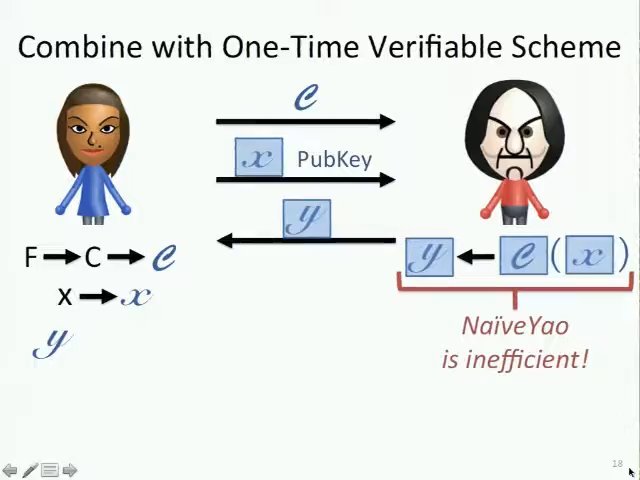 Combine with One-Time Verifiable Scheme
𝒞
𝓍 PubKey
𝓎
F C 𝒞
𝓎 𝒞 ( 𝓍 )
x 𝓍
𝓎
NaïveYao
is inefficient!
18